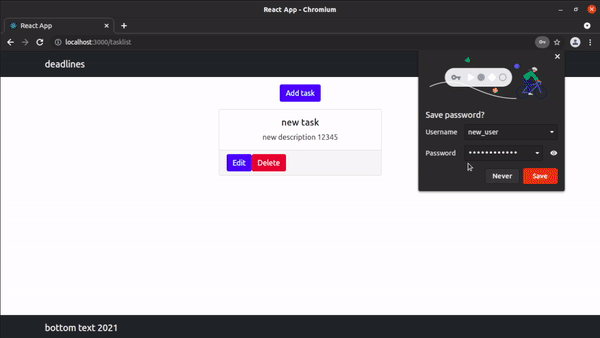 React App - Chromium
React App
localhost:3000/tasklist
deadlines
Add task
new task
new description 12345
Edit Delete
Save password?
Username new_user
Password ••••••••••••
Never Save
bottom text 2021